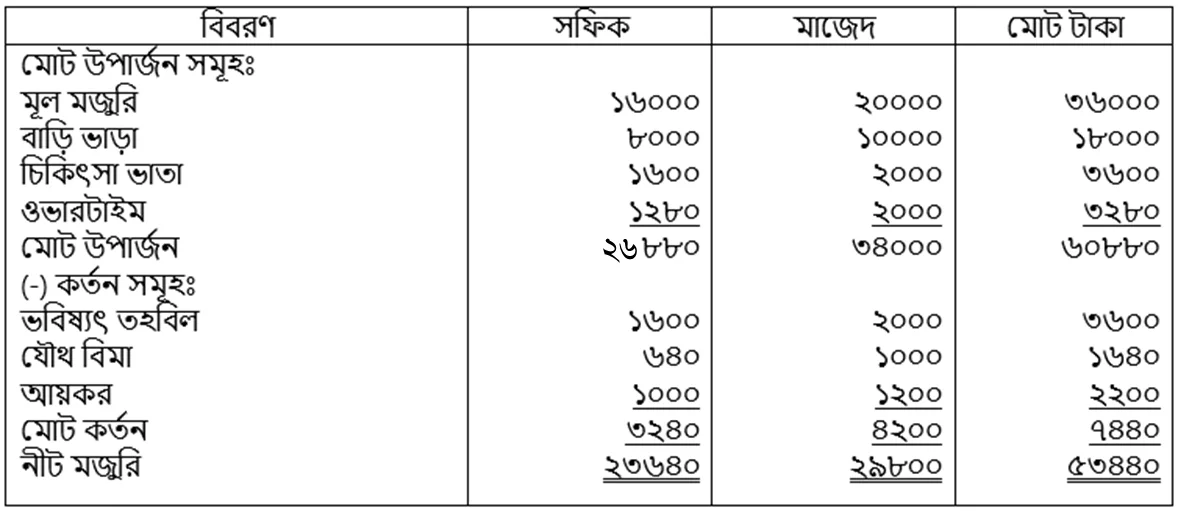 বিবরণ সফিক মাজেদ মোট টাকা
মোট উপার্জন সমূহঃ
মূল মজুরি ১৬০০০ ২০০০০ ৩৬০০০
বাড়ি ভাড়া ৮০০০ ১০০০০ ১৮০০০
চিকিৎসা ভাতা ১৬০০ ২০০০ ৩৬০০
ওভারটাইম ১২৮০ ২০০০ ৩২৮০
মোট উপার্জন ২৬৮৮০ ৩৪০০০ ৬০৮৮০
(-) কর্তন সমূহঃ
ভবিষ্যৎ তহবিল ১৬০০ ২০০০ ৩৬০০
যৌথ বিমা ৬৪০ ১০০০ ১৬৪০
আয়কর ১০০০ ১২০০ ২২০০
মোট কর্তন ৩২৪০ ৪২০০ ৭৪৪০
নীট মজুরি ২৩৬৪০ ২৯৮০০ ৫৩৪৪০